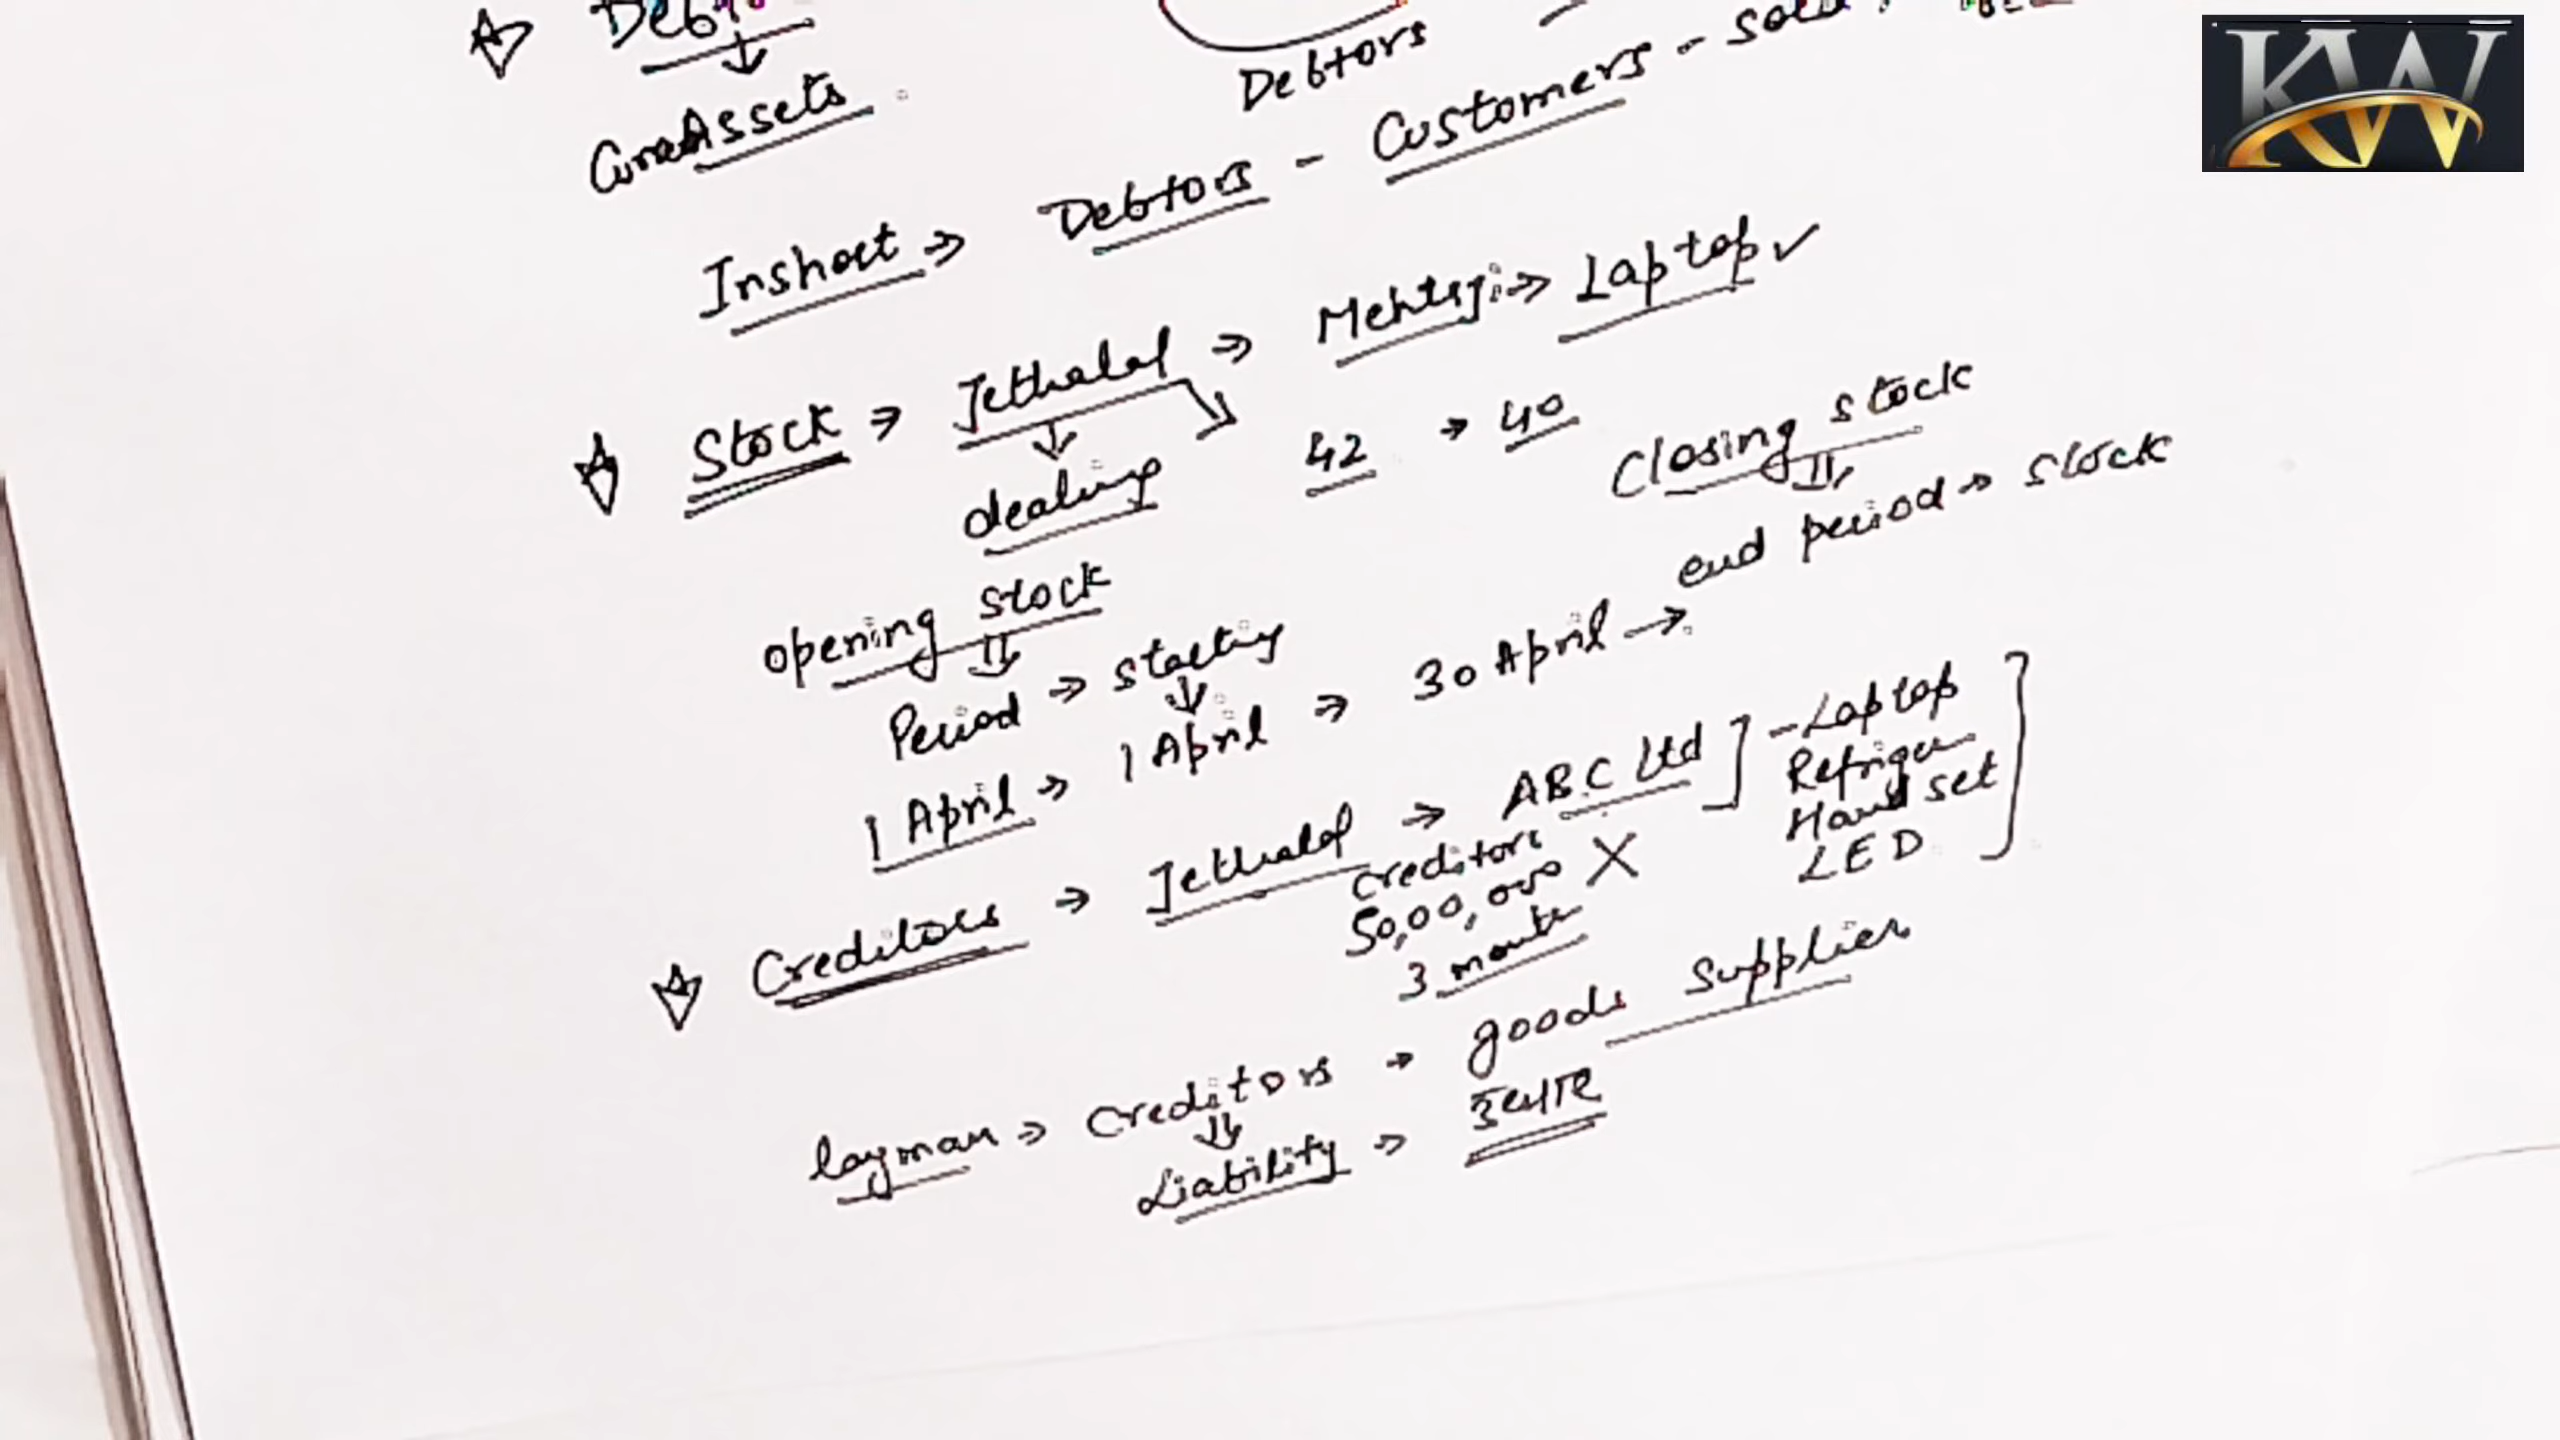 Debtors
Assets
Debtors
Inshort → Debtors - Customers - sold
Stock → Jethalal → Mehtaji → Laptop ✓
dealing 42 → 40
Closing stock
end period → stock
opening stock
Period → starting
1 April → 1 April → 30 April →
Creditors → Jethalal → ABC Ltd ] - Laptop
Refriger
Hand set
LED
Creditors
50,00,000 X
3 month
layman → Creditors → goods supplier
Liability → उधार
KW